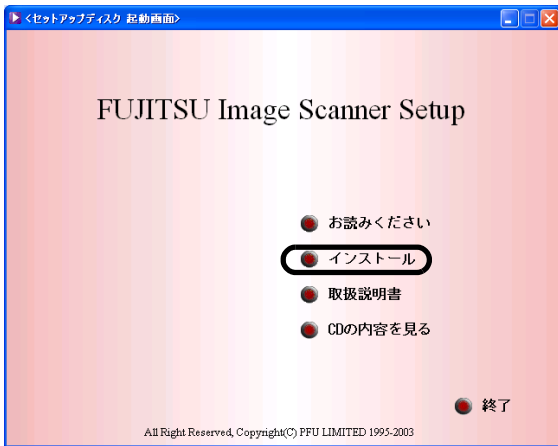 <セットアップディスク 起動画面>
FUJITSU Image Scanner Setup
お読みください
インストール
取扱説明書
CDの内容を見る
終了
All Right Reserved, Copyright(C) PFU LIMITED 1995-2003